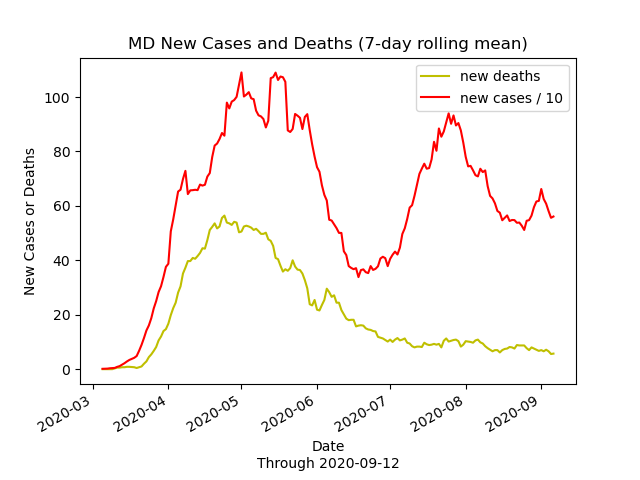 MD New Cases and Deaths (7-day rolling mean)
new deaths
new cases / 10
New Cases or Deaths
100
80
60
40
20
0
2020-03
2020-04
2020-05
2020-06
2020-07
2020-08
2020-09
Date
Through 2020-09-12